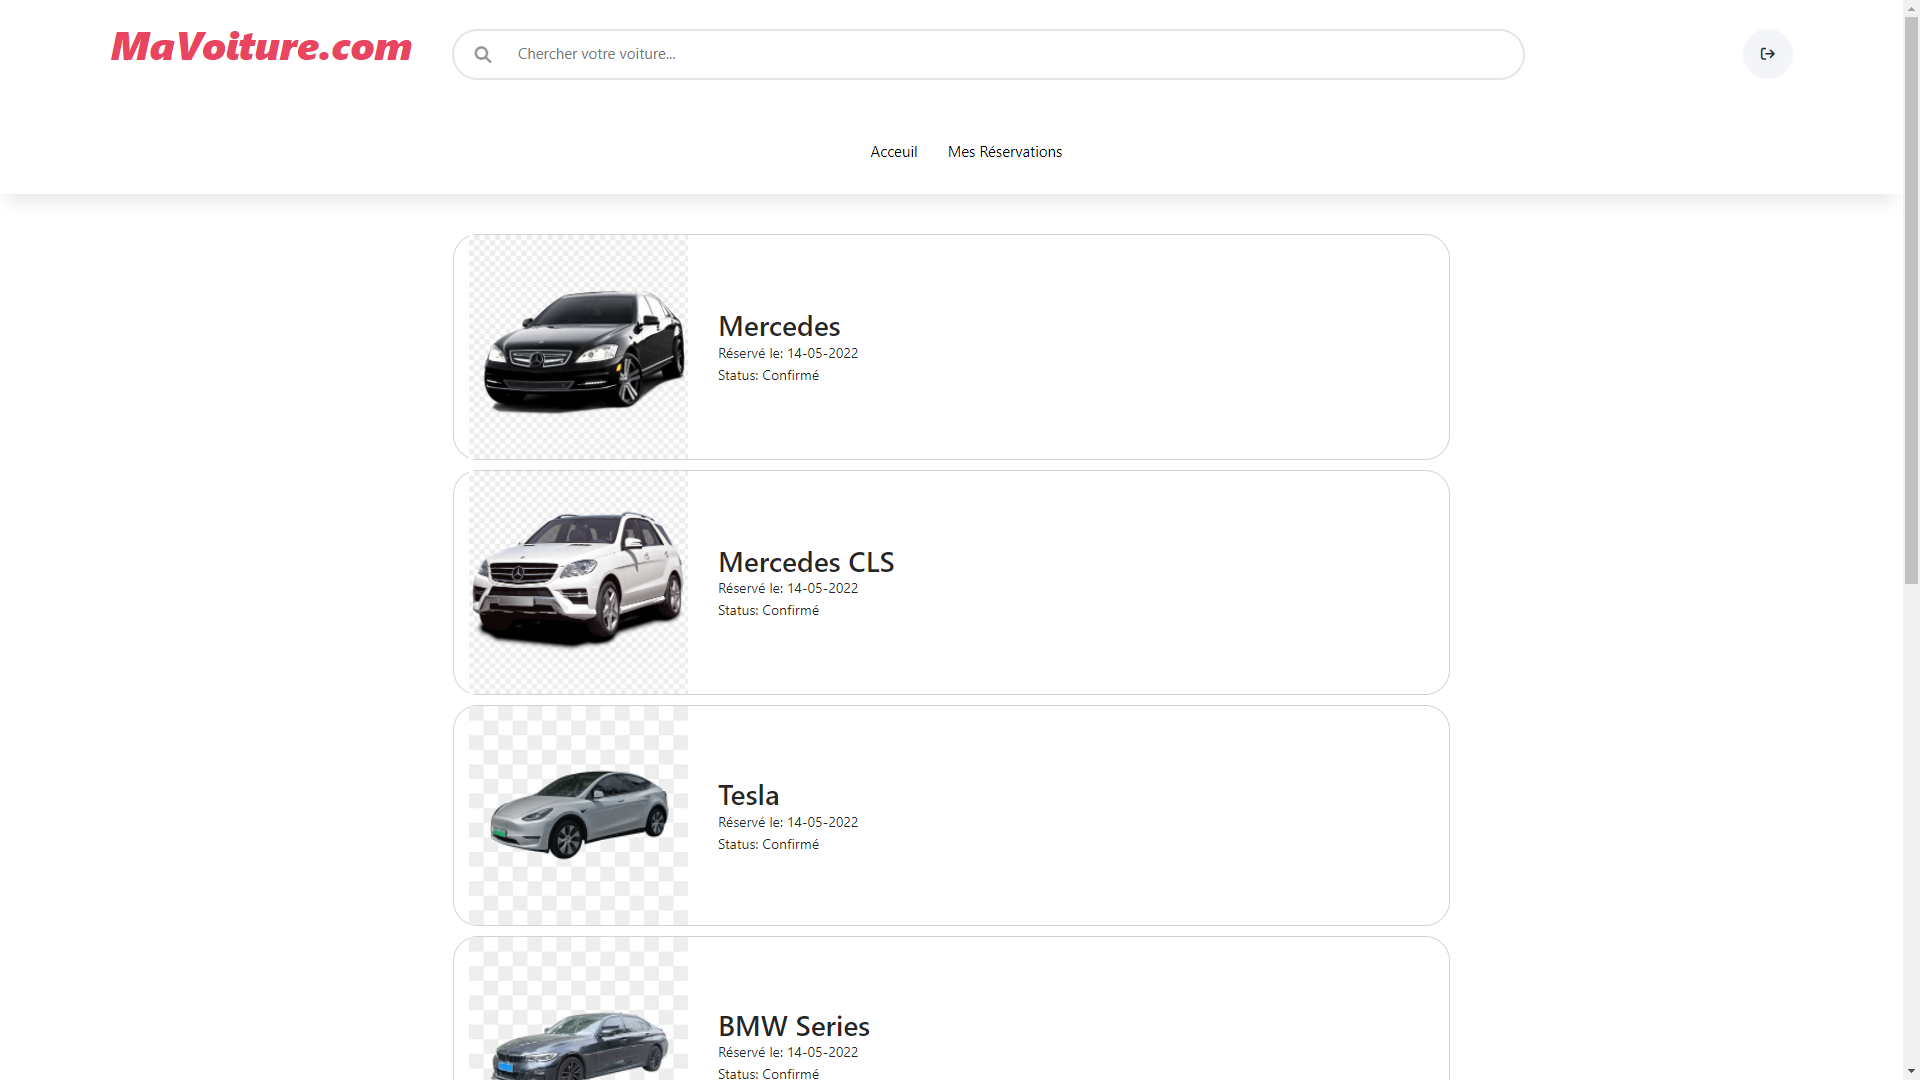 MaVoiture.com
Chercher votre voiture...
Acceuil
Mes Réservations
Mercedes
Réservé le: 14-05-2022
Status: Confirmé
Mercedes CLS
Réservé le: 14-05-2022
Status: Confirmé
Tesla
Réservé le: 14-05-2022
Status: Confirmé
BMW Series
Réservé le: 14-05-2022
Status: Confirmé